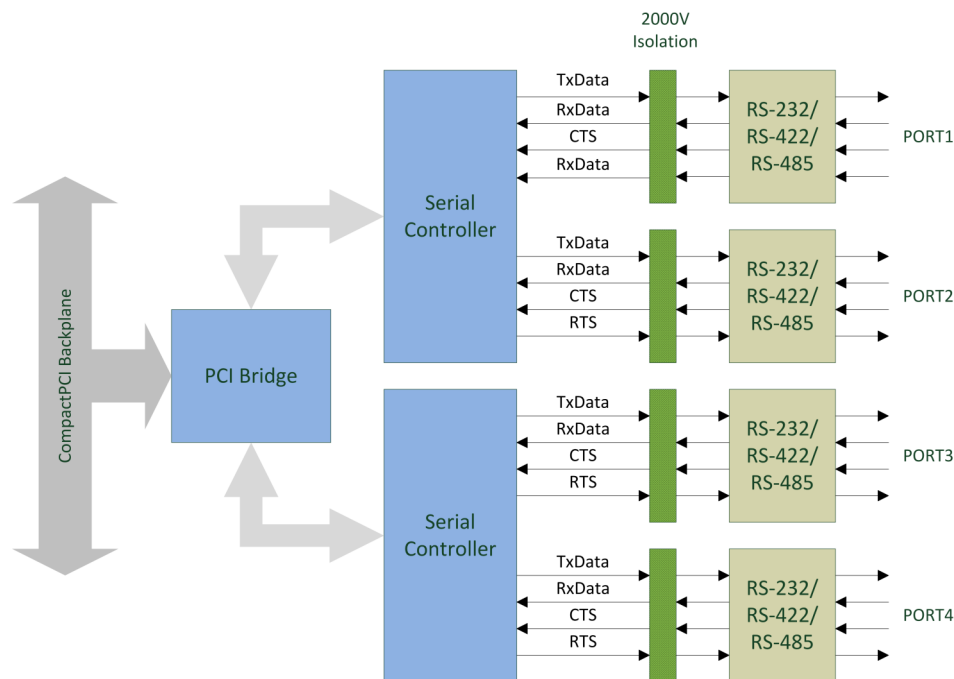 2000V
Isolation
TxData
RxData
CTS
RxData
RS-232/
RS-422/
RS-485
PORT1
Serial
Controller
TxData
RxData
CTS
RTS
RS-232/
RS-422/
RS-485
PORT2
CompactPCI Backplane
PCI Bridge
TxData
RxData
CTS
RTS
RS-232/
RS-422/
RS-485
PORT3
Serial
Controller
TxData
RxData
CTS
RTS
RS-232/
RS-422/
RS-485
PORT4